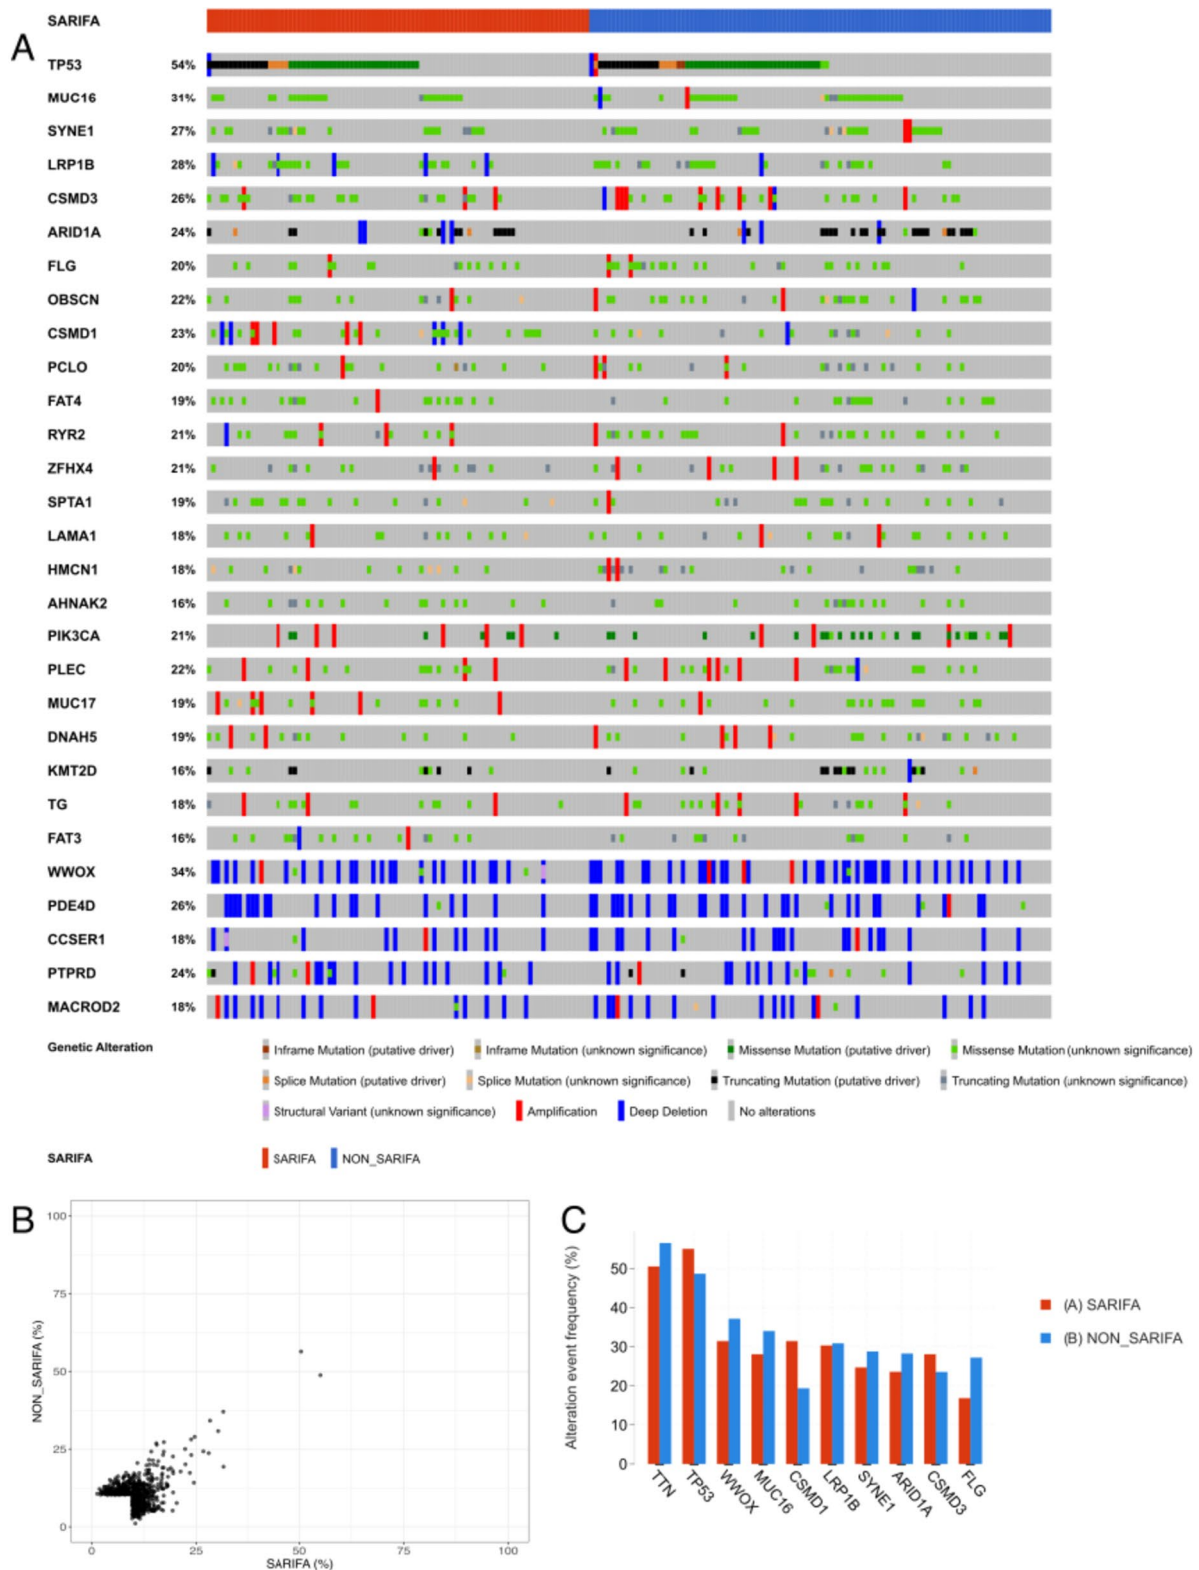 SARIFA
A
TP53 54%
MUC16 31%
SYNE1 27%
LRP1B 28%
CSMD3 26%
ARID1A 24%
FLG 20%
OBSCN 22%
CSMD1 23%
PCLO 20%
FAT4 19%
RYR2 21%
ZFHX4 21%
SPTA1 19%
LAMA1 18%
HMCN1 18%
AHNAK2 16%
PIK3CA 21%
PLEC 22%
MUC17 19%
DNAH5 19%
KMT2D 16%
TG 18%
FAT3 16%
WWOX 34%
PDE4D 26%
CCSER1 18%
PTPRD 24%
MACROD2 18%
Genetic Alteration
Inframe Mutation (putative driver) Inframe Mutation (unknown significance) Missense Mutation (putative driver) Missense Mutation (unknown significance)
Splice Mutation (putative driver) Splice Mutation (unknown significance) Truncating Mutation (putative driver) Truncating Mutation (unknown significance)
Structural Variant (unknown significance) Amplification Deep Deletion No alterations
SARIFA SARIFA NON_SARIFA
B
NON_SARIFA (%)
100
75
50
25
0
0 25 50 75 100
SARIFA (%)
C
Alteration event frequency (%)
50
40
30
20
10
0
TTN TP53 WWOX MUC16 CSMD1 LRP1B SYNE1 ARID1A CSMD3 FLG
(A) SARIFA
(B) NON_SARIFA